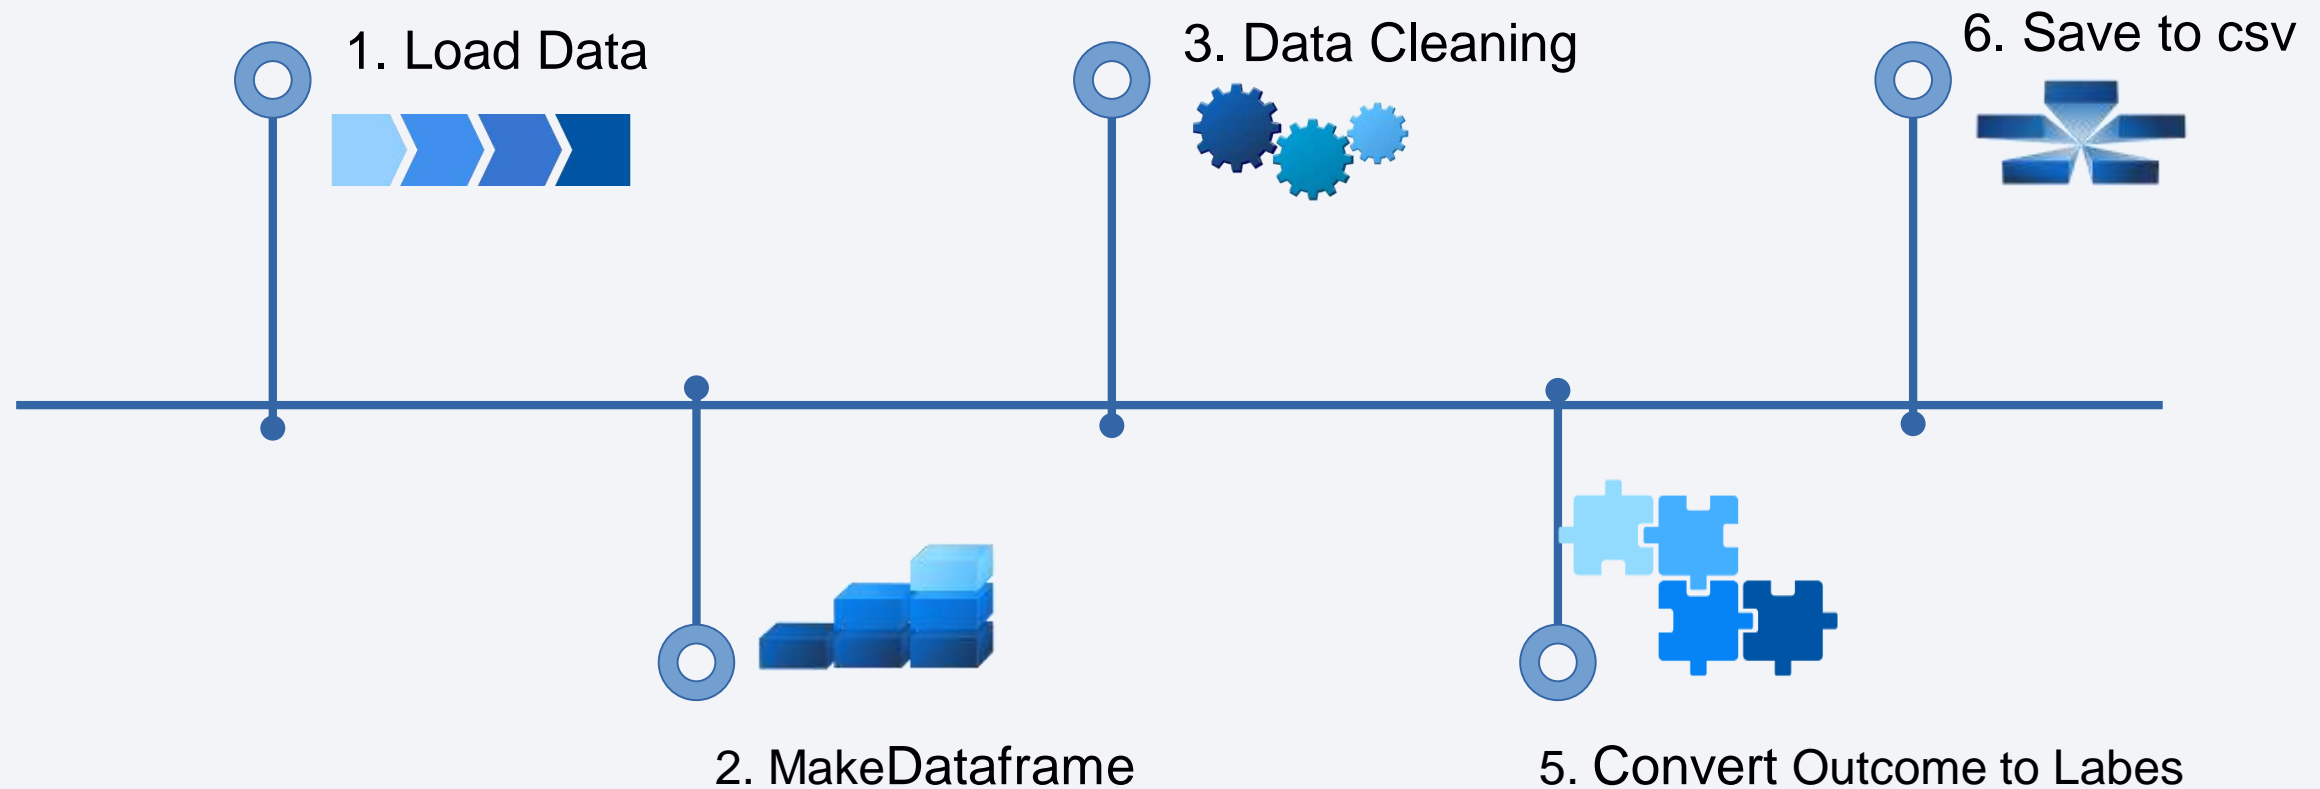 1. Load Data
2. MakeDataframe
3. Data Cleaning
5. Convert Outcome to Labes
6. Save to csv